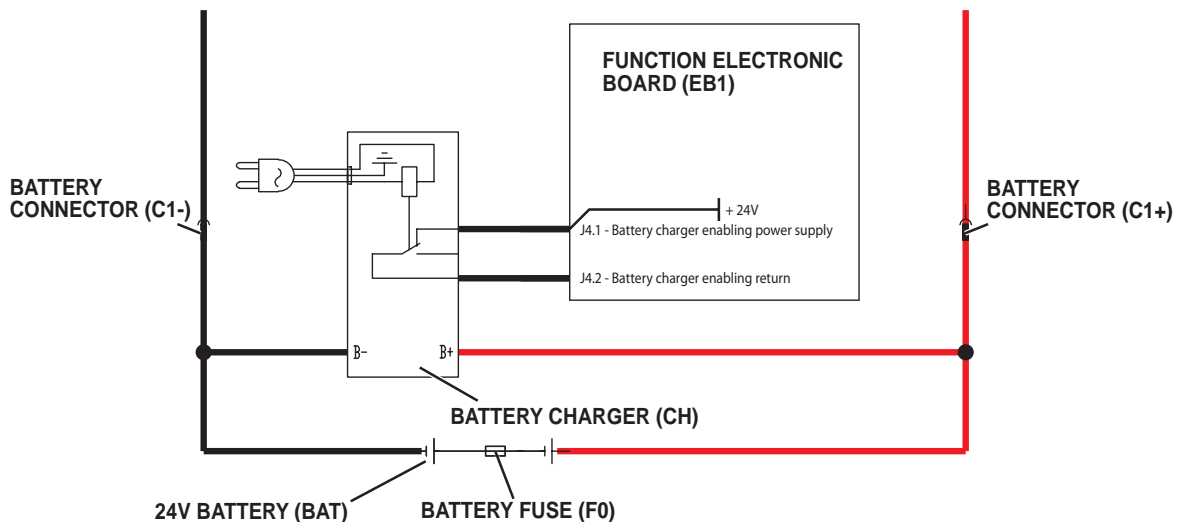 FUNCTION ELECTRONIC
BOARD (EB1)
BATTERY
CONNECTOR (C1-)
BATTERY
CONNECTOR (C1+)
+ 24V
J4.1 - Battery charger enabling power supply
J4.2 - Battery charger enabling return
B-
B+
BATTERY CHARGER (CH)
24V BATTERY (BAT)
BATTERY FUSE (F0)